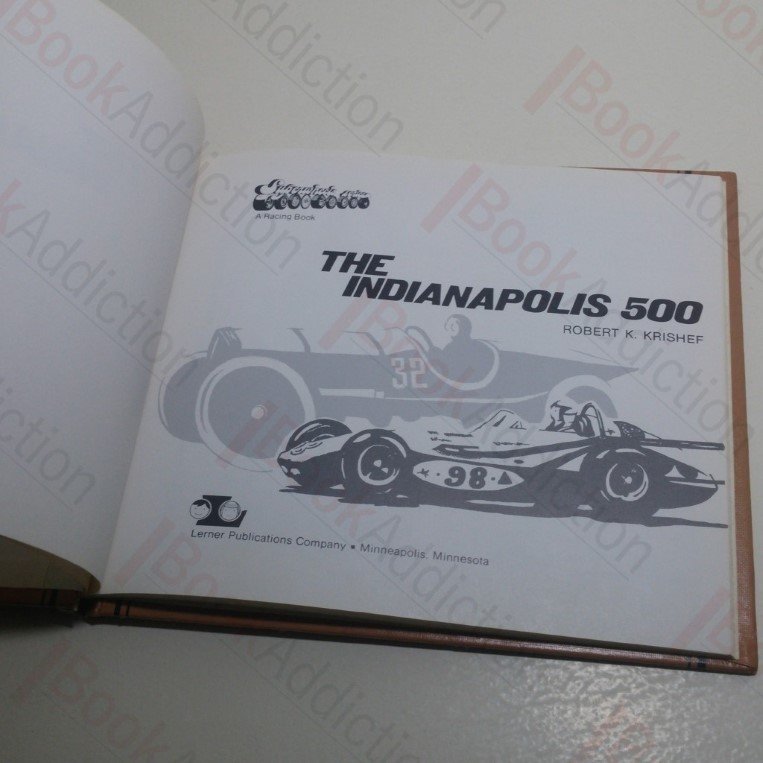 A Racing Book
THE
INDIANAPOLIS 500
ROBERT K. KRISHEF
32
98
Lerner Publications Company ▪ Minneapolis, Minnesota
BookAddiction